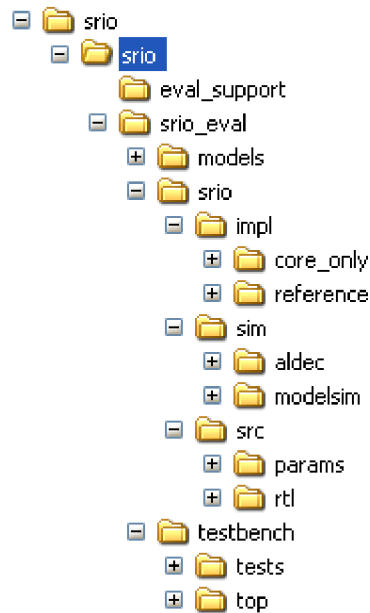 srio
srio
eval_support
srio_eval
models
srio
impl
core_only
reference
sim
aldec
modelsim
src
params
rtl
testbench
tests
top